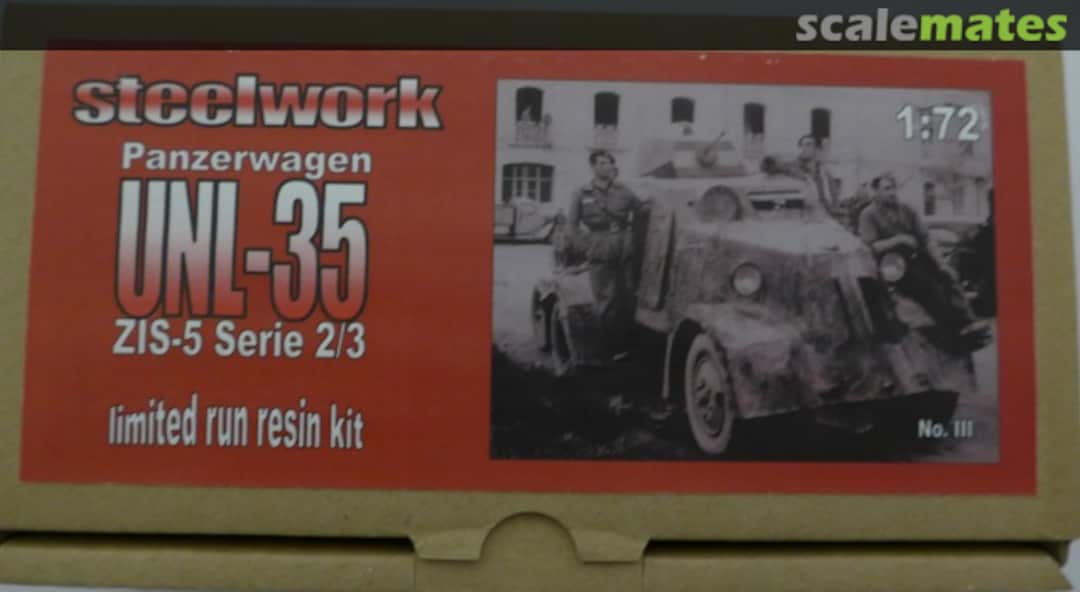 scalemates
steelwork
Panzerwagen
UNL-35
ZIS-5 Serie 2/3
limited run resin kit
1:72
No. III